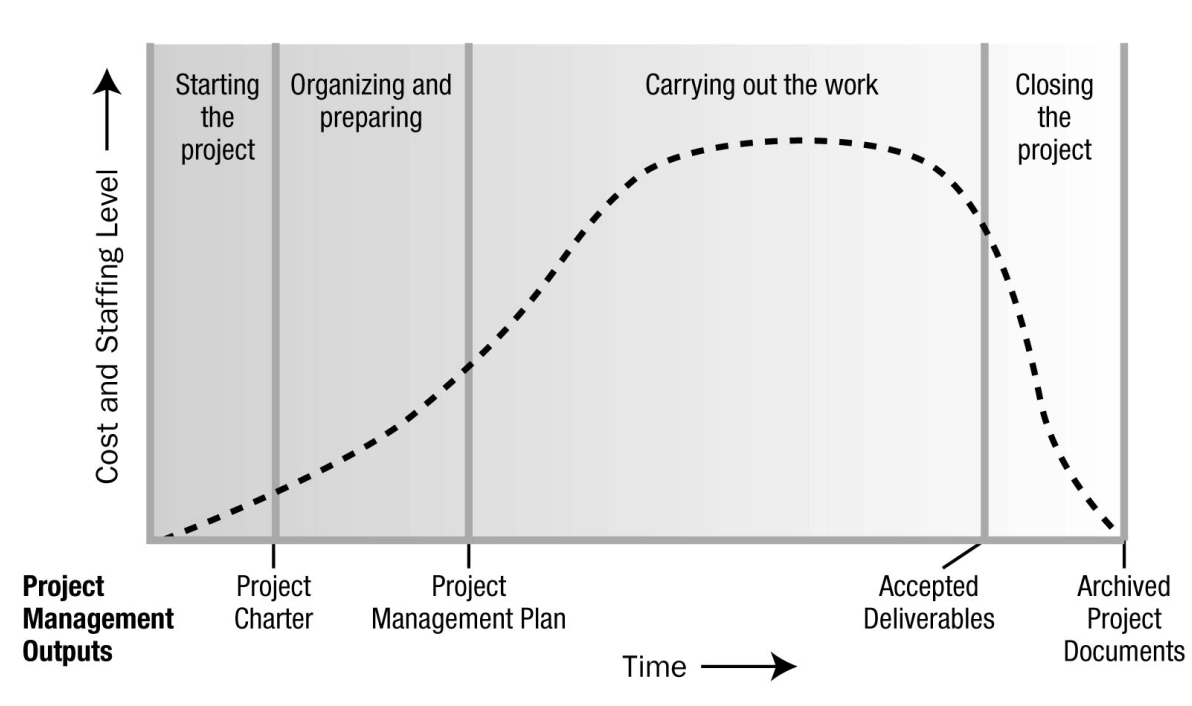 Starting
the
project
Organizing and
preparing
Carrying out the work
Closing
the
project
Cost and Staffing Level
Project
Management
Outputs
Project
Charter
Project
Management Plan
Accepted
Deliverables
Archived
Project
Documents
Time